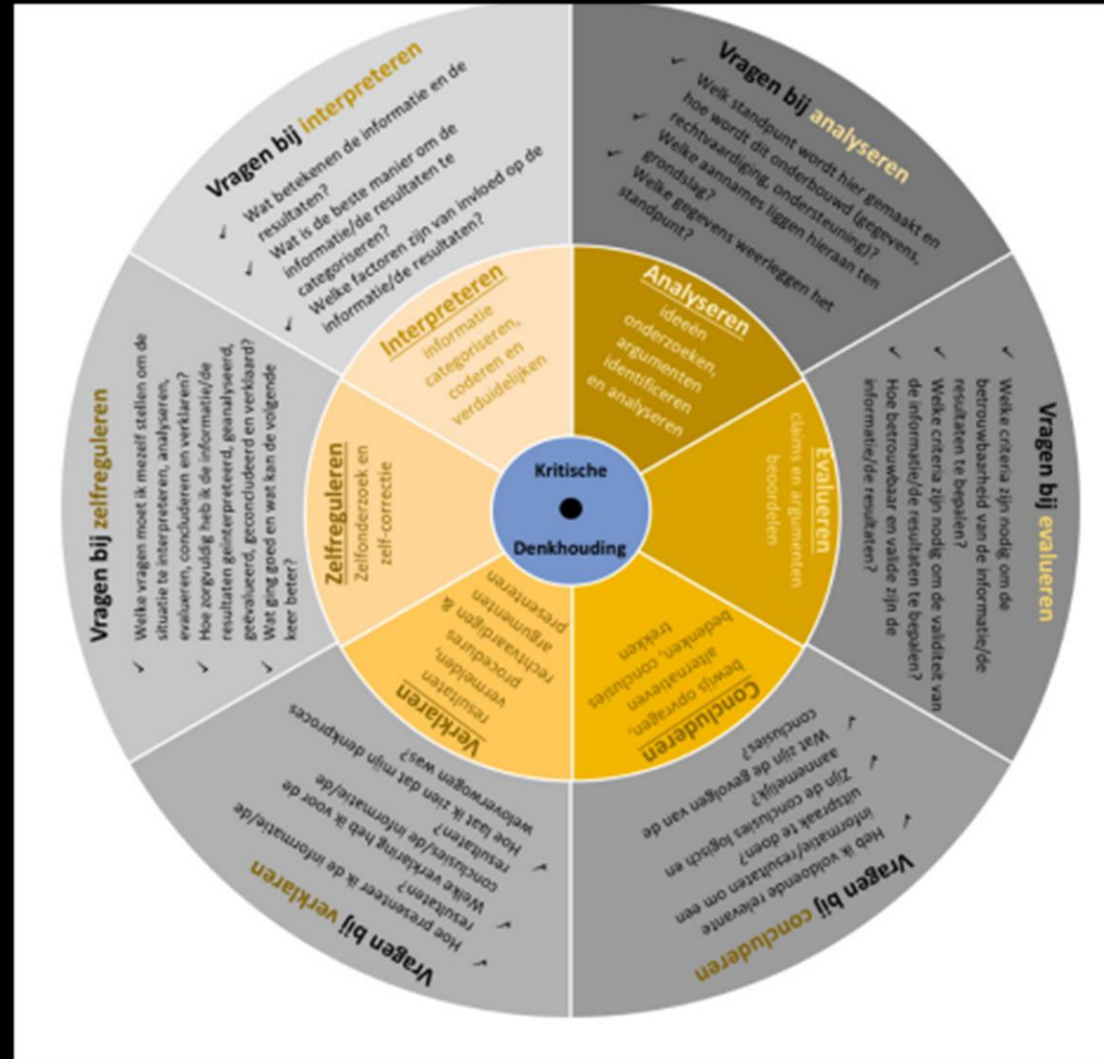 Vragen bij interpreteren
✓ Wat betekenen de informatie en de
resultaten?
✓ Wat is de beste manier om de
informatie/de resultaten te
categoriseren?
✓ Welke factoren zijn van invloed op de
informatie/de resultaten?
Vragen bij analyseren
✓ Welk standpunt wordt hier gemaakt en
hoe wordt dit onderbouwd (gegevens,
rechtvaardiging, ondersteuning)?
✓ Welke aannames liggen hieraan ten
grondslag?
✓ Welke gegevens weerleggen het
standpunt?
Vragen bij evalueren
✓ Welke criteria zijn nodig om de
betrouwbaarheid van de informatie/de
resultaten te bepalen?
✓ Welke criteria zijn nodig om de validiteit van
de informatie/de resultaten te bepalen?
✓ Hoe betrouwbaar en valide zijn de
informatie/de resultaten?
Vragen bij concluderen
✓ Heb ik voldoende relevante
informatie/resultaten om een
uitspraak te doen?
✓ Zijn de conclusies logisch en
aannemelijk?
✓ Wat zijn de gevolgen van de
conclusies?
Vragen bij verklaren
✓ Hoe presenteer ik de informatie/de
resultaten?
✓ Welke verklaring heb ik voor de
conclusies/de informatie/de
resultaten?
✓ Hoe laat ik zien dat mijn denkproces
weloverwogen was?
Vragen bij zelfreguleren
✓ Welke vragen moet ik mezelf stellen om de
situatie te interpreteren, analyseren,
evalueren, concluderen en verklaren?
✓ Hoe zorgvuldig heb ik de informatie/de
resultaten geïnterpreteerd, geanalyseerd,
geëvalueerd, geconcludeerd en verklaard?
✓ Wat ging goed en wat kan de volgende
keer beter?
Interpreteren
informatie
categoriseren,
coderen en
verduidelijken
Analyseren
ideeën
onderzoeken,
argumenten
identificeren
en analyseren
Evalueren
claims en argumenten
beoordelen
Concluderen
bewijs opvragen,
alternatieven
bedenken, conclusies
trekken
Verklaren
resultaten
vermelden,
procedures
rechtvaardigen &
argumenten
presenteren
Zelfreguleren
Zelfonderzoek en
zelf-correctie
Kritische
Denkhouding